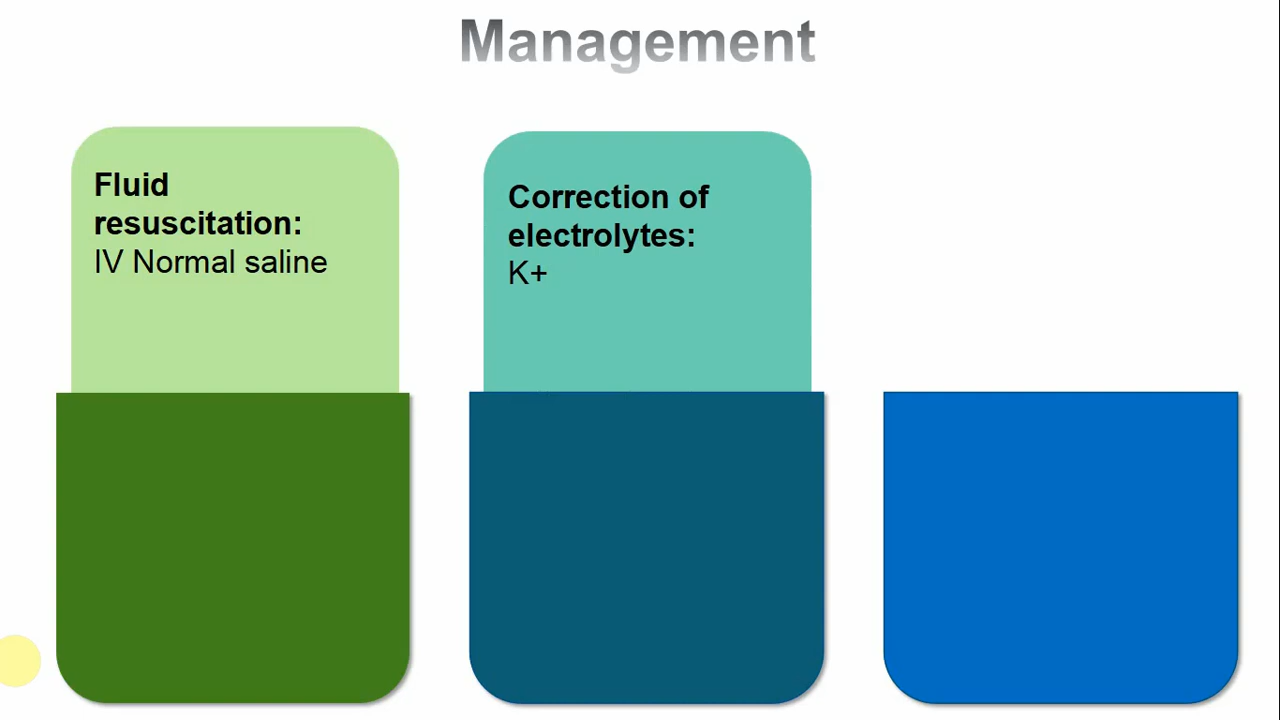 Management
Fluid
resuscitation:
IV Normal saline
Correction of
electrolytes:
K+